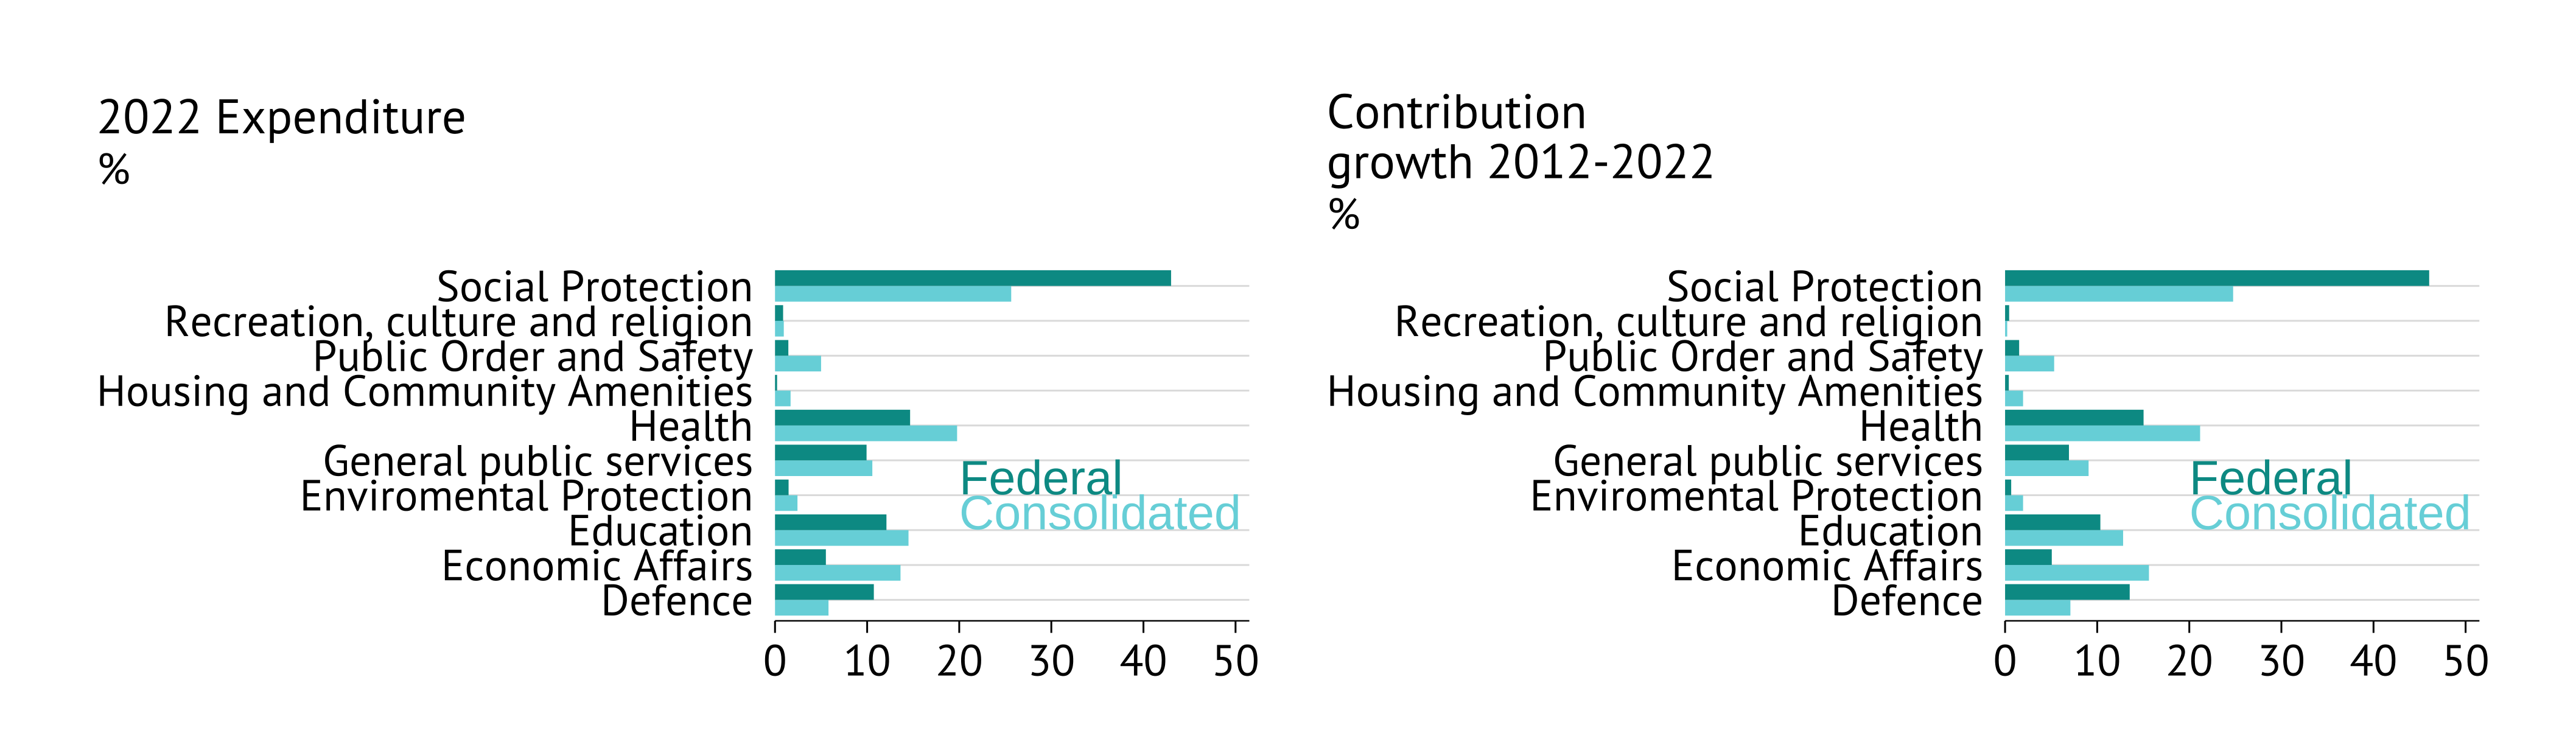 2022 Expenditure
%
Social Protection
Recreation, culture and religion
Public Order and Safety
Housing and Community Amenities
Health
General public services
Enviromental Protection
Education
Economic Affairs
Defence
Federal
Consolidated
0 10 20 30 40 50
Contribution
growth 2012-2022
%
Social Protection
Recreation, culture and religion
Public Order and Safety
Housing and Community Amenities
Health
General public services
Enviromental Protection
Education
Economic Affairs
Defence
Federal
Consolidated
0 10 20 30 40 50